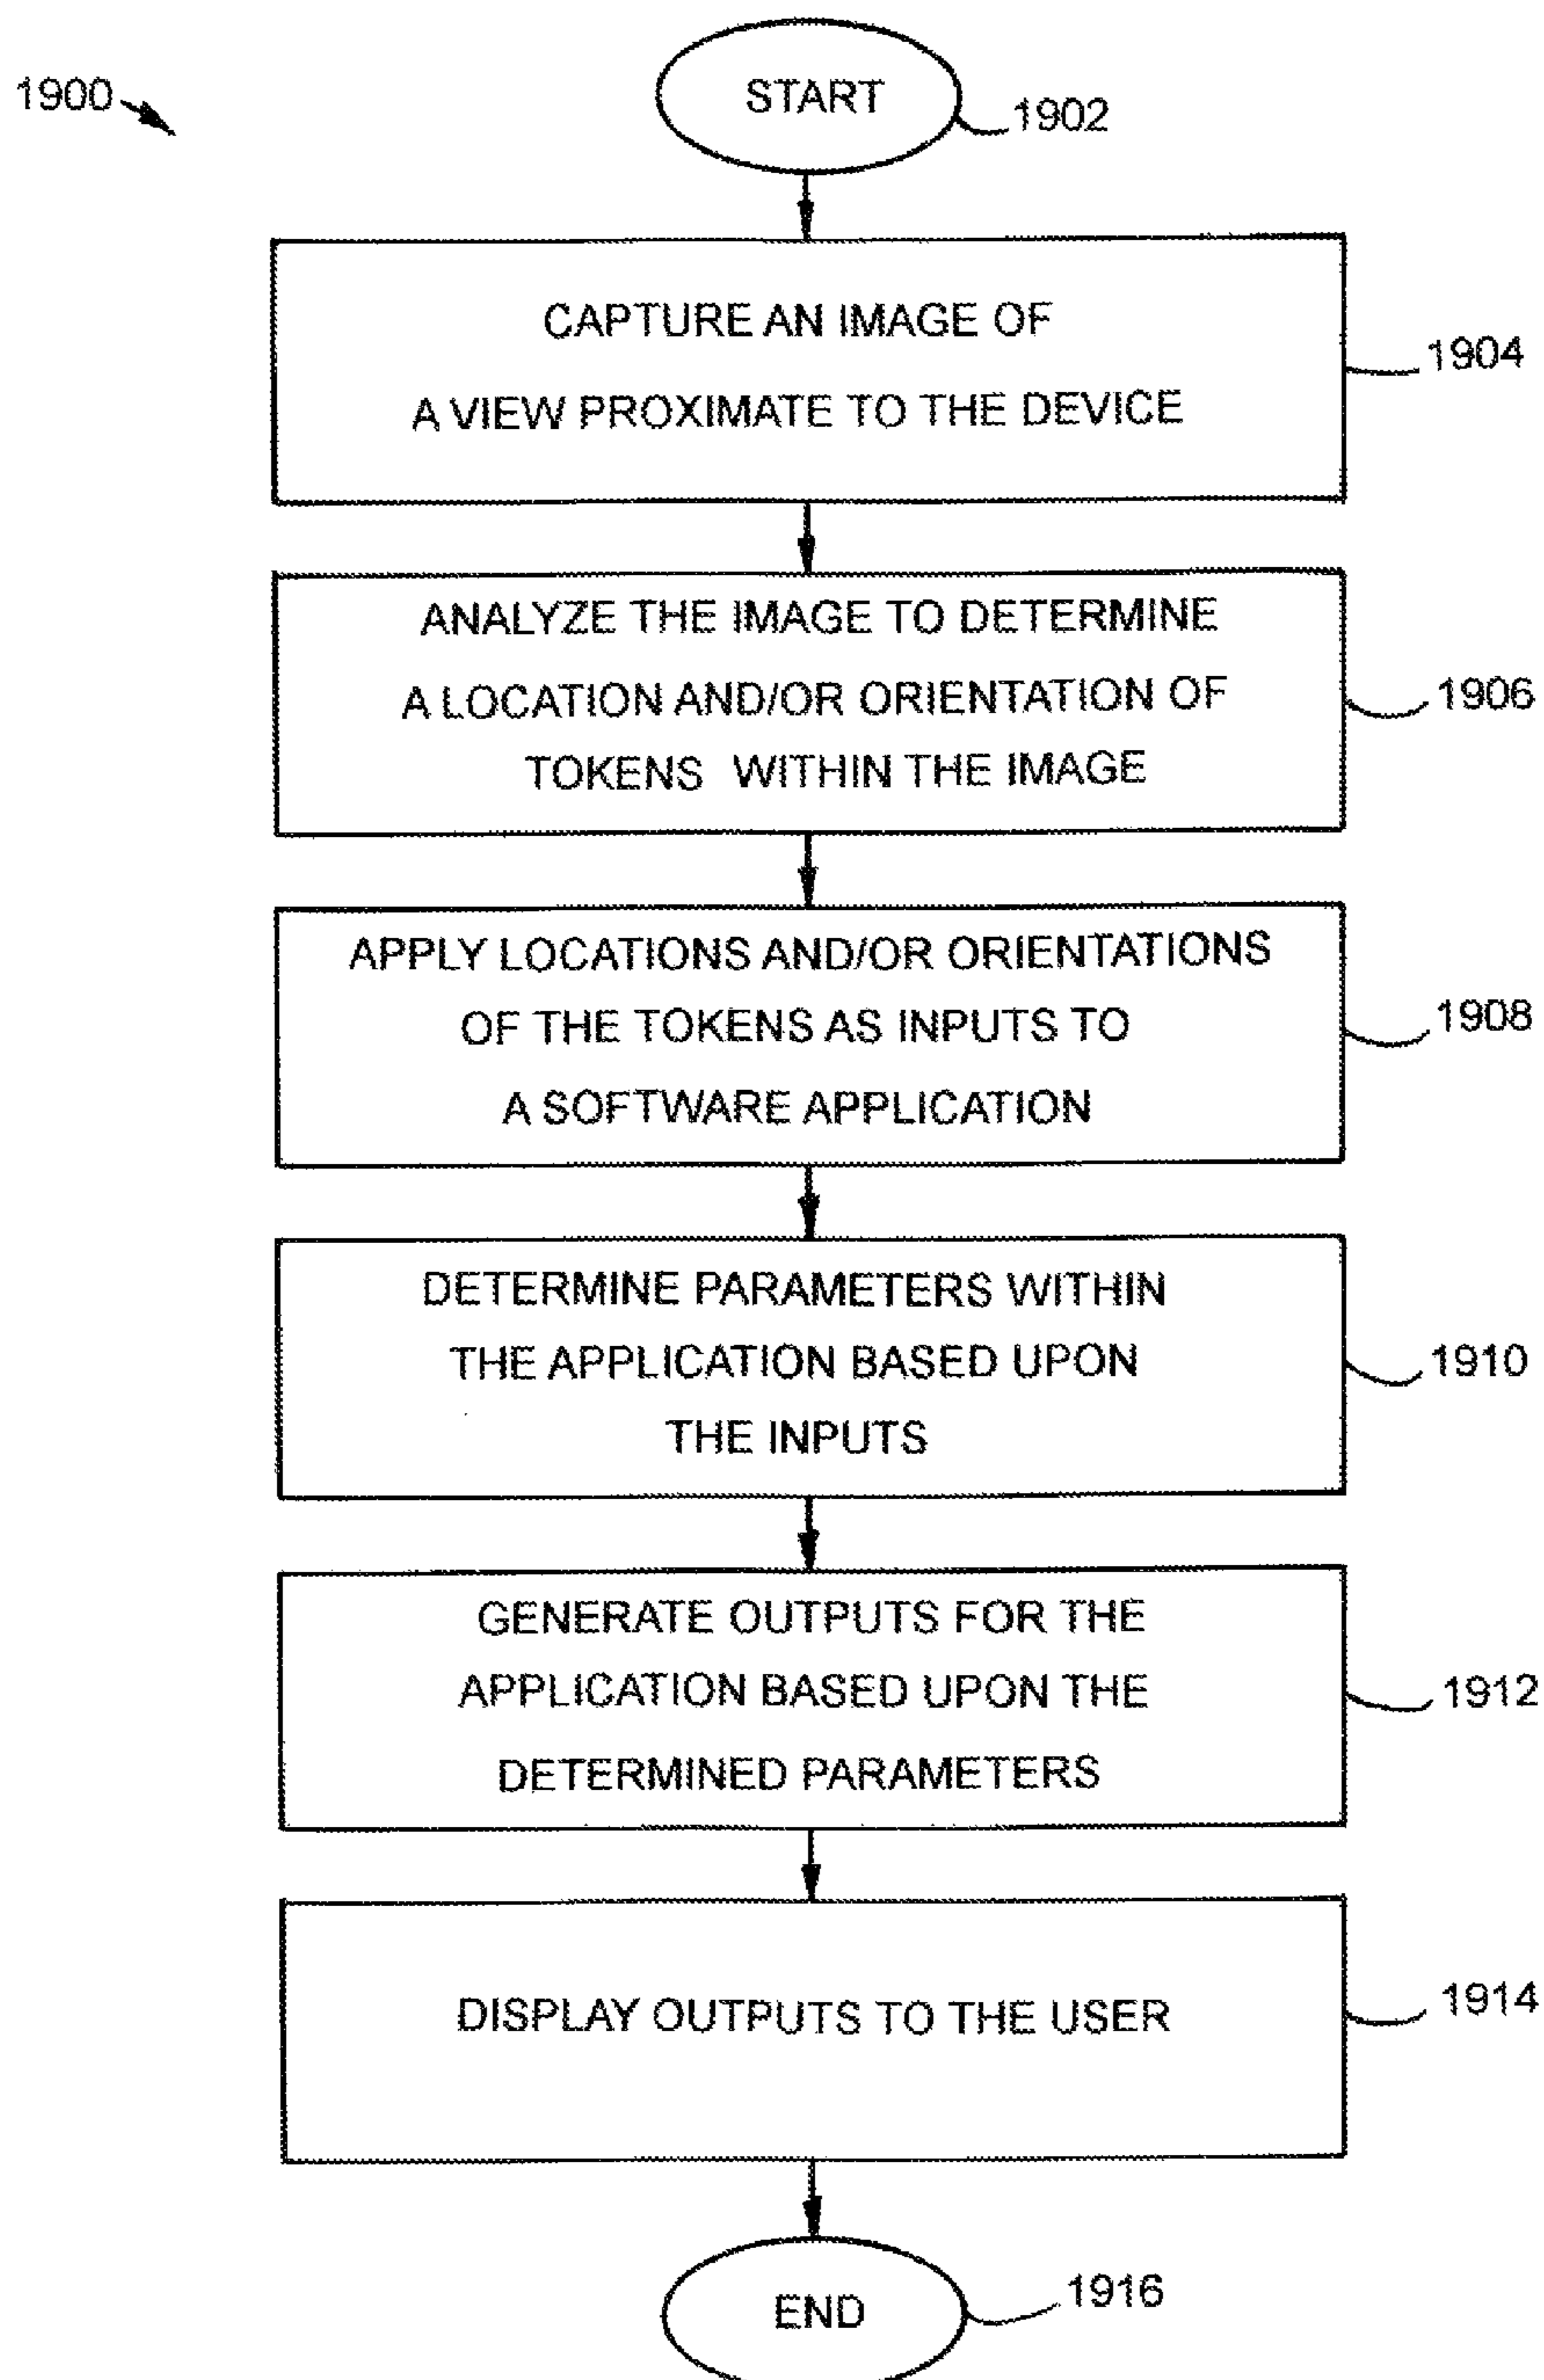 1900
START
1902
CAPTURE AN IMAGE OF
A VIEW PROXIMATE TO THE DEVICE
1904
ANALYZE THE IMAGE TO DETERMINE
A LOCATION AND/OR ORIENTATION OF
TOKENS WITHIN THE IMAGE
1906
APPLY LOCATIONS AND/OR ORIENTATIONS
OF THE TOKENS AS INPUTS TO
A SOFTWARE APPLICATION
1908
DETERMINE PARAMETERS WITHIN
THE APPLICATION BASED UPON
THE INPUTS
1910
GENERATE OUTPUTS FOR THE
APPLICATION BASED UPON THE
DETERMINED PARAMETERS
1912
DISPLAY OUTPUTS TO THE USER
1914
END
1916